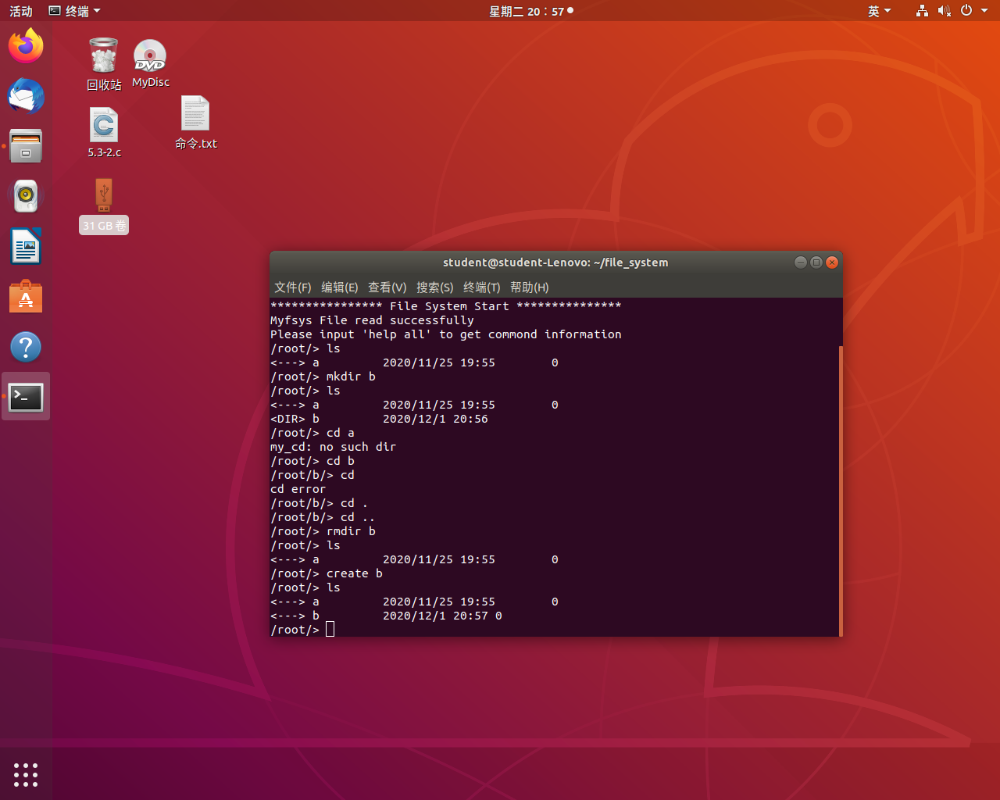 活动 终端 星期二 20：57 英
回收站 MyDisc
5.3-2.c 命令.txt
31 GB 卷
student@student-Lenovo: ~/file_system
文件(F) 编辑(E) 查看(V) 搜索(S) 终端(T) 帮助(H)
**************** File System Start ***************
Myfsys File read successfully
Please input 'help all' to get commond information
/root/> ls
<---> a         2020/11/25 19:55        0
/root/> mkdir b
/root/> ls
<---> a         2020/11/25 19:55        0
<DIR> b         2020/12/1 20:56
/root/> cd a
my_cd: no such dir
/root/> cd b
/root/b/> cd
cd error
/root/b/> cd .
/root/b/> cd ..
/root/> rmdir b
/root/> ls
<---> a         2020/11/25 19:55        0
/root/> create b
/root/> ls
<---> a         2020/11/25 19:55        0
<---> b         2020/12/1 20:57 0
/root/>